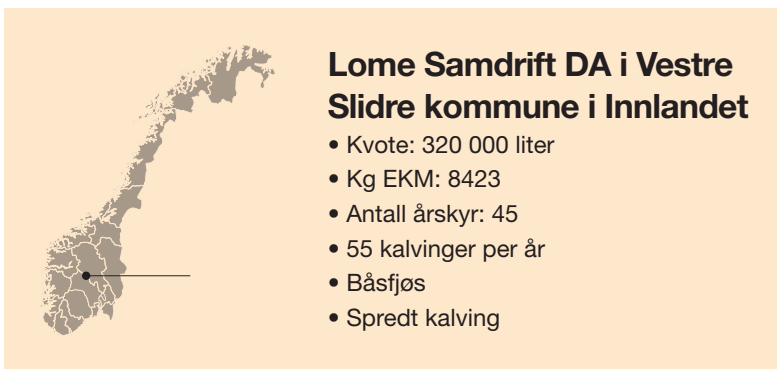 Lome Samdrift DA i Vestre
Slidre kommune i Innlandet
• Kvote: 320 000 liter
• Kg EKM: 8423
• Antall årskyr: 45
• 55 kalvinger per år
• Båsfjøs
• Spredt kalving